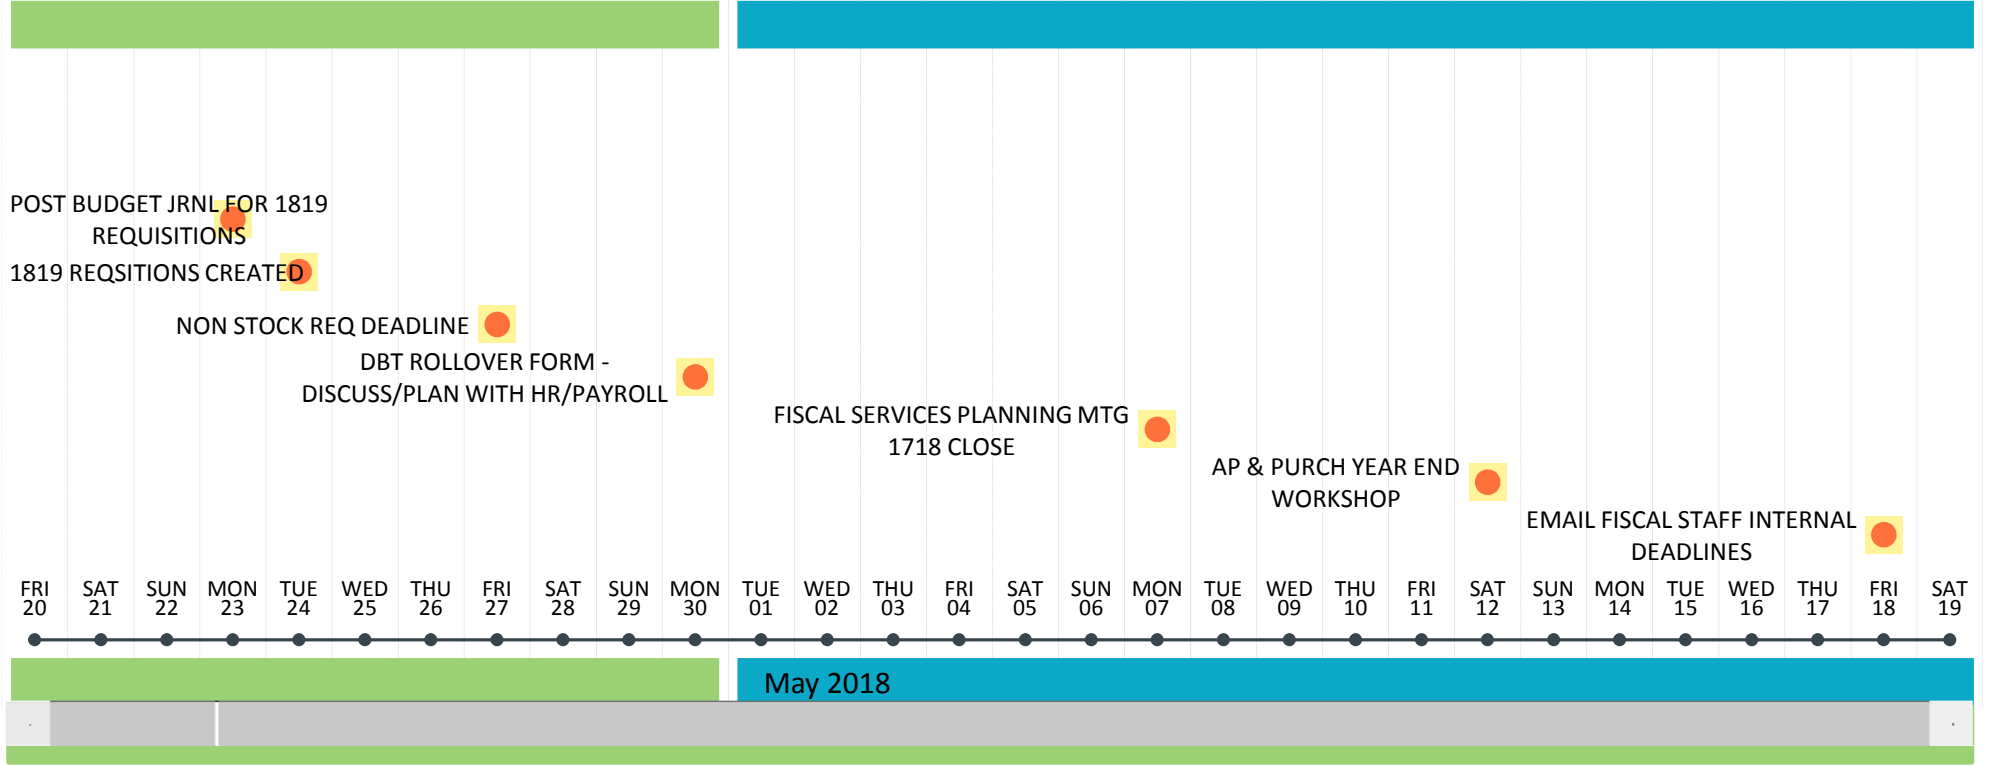 POST BUDGET JRNL FOR 1819
REQUISITIONS
1819 REQSITIONS CREATED
NON STOCK REQ DEADLINE
DBT ROLLOVER FORM -
DISCUSS/PLAN WITH HR/PAYROLL
FISCAL SERVICES PLANNING MTG
1718 CLOSE
AP & PURCH YEAR END
WORKSHOP
EMAIL FISCAL STAFF INTERNAL
DEADLINES
FRI SAT SUN MON TUE WED THU FRI SAT SUN MON TUE WED THU FRI SAT SUN MON TUE WED THU FRI SAT SUN MON TUE WED THU FRI SAT
20 21 22 23 24 25 26 27 28 29 30 01 02 03 04 05 06 07 08 09 10 11 12 13 14 15 16 17 18 19
May 2018